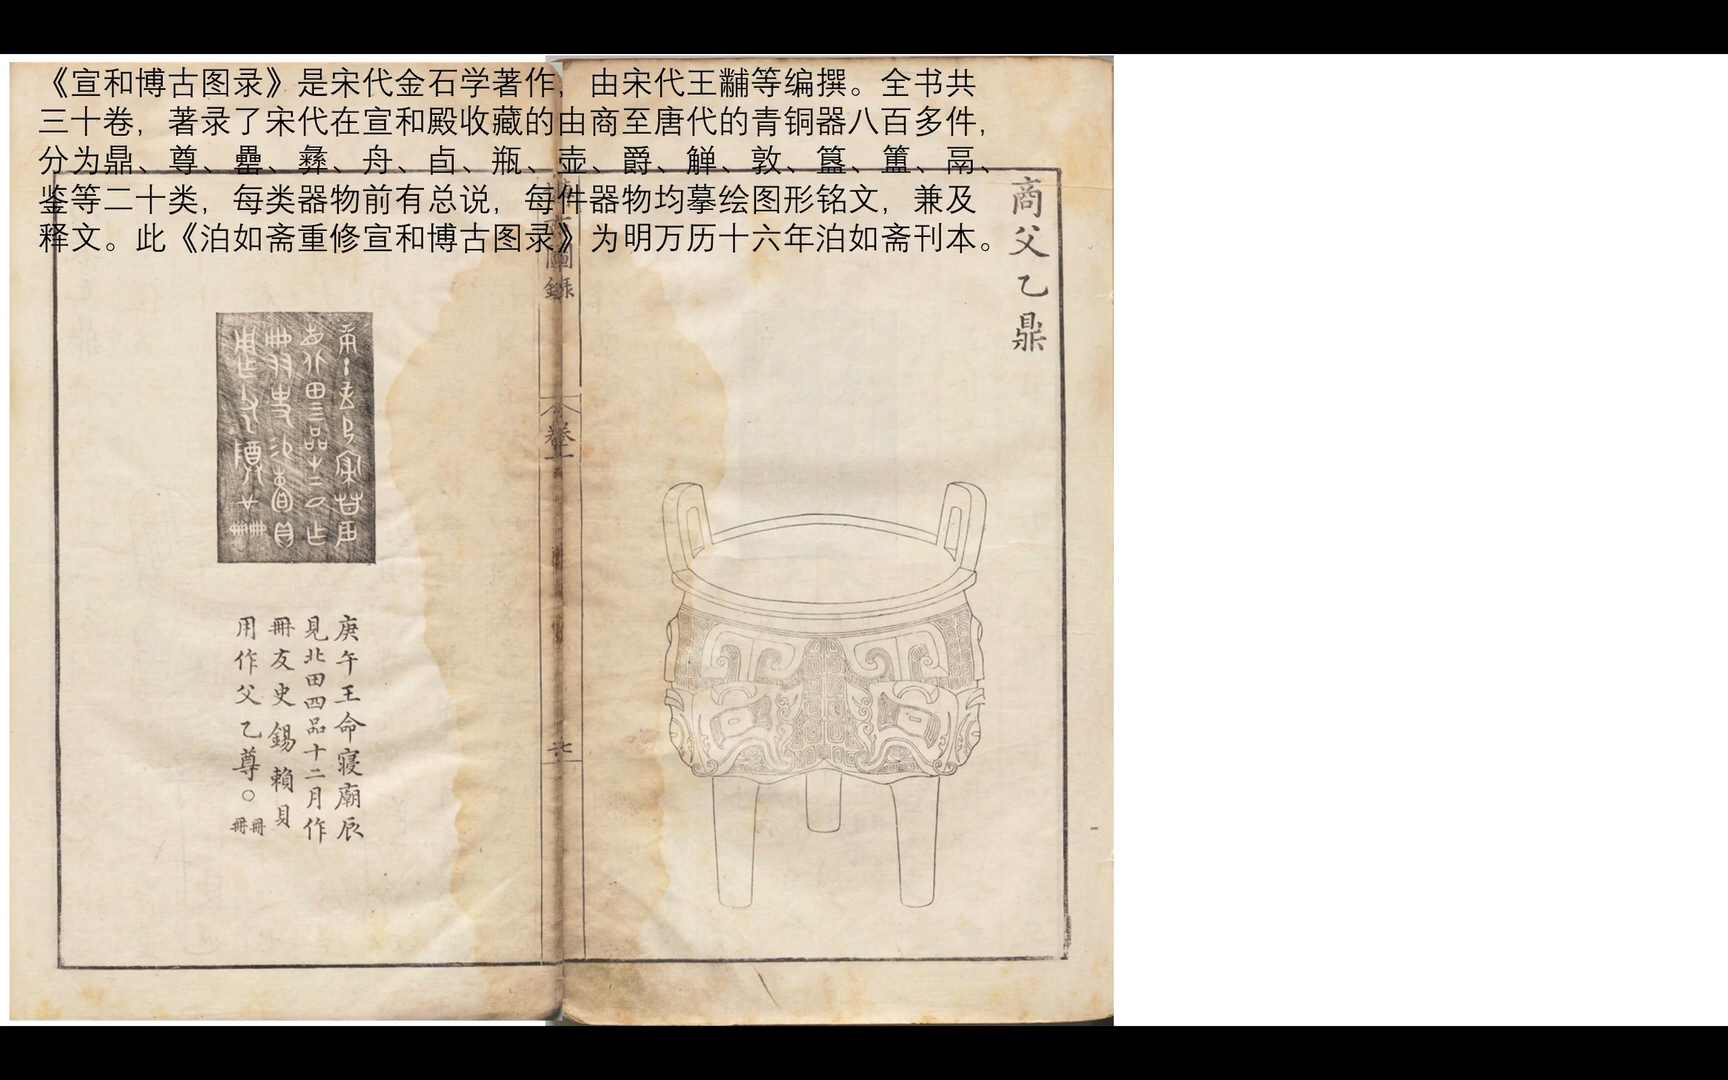 《宣和博古图录》是宋代金石学著作，由宋代王黼等编撰。全书共
三十卷，著录了宋代在宣和殿收藏的由商至唐代的青铜器八百多件，
分为鼎、尊、罍、彝、舟、卣、瓶、壶、爵、觯、敦、簋、簠、鬲、
鉴等二十类，每类器物前有总说，每件器物均摹绘图形铭文，兼及
释文。此《泊如斋重修宣和博古图录》为明万历十六年泊如斋刊本。
商父乙鼎
圖錄
卷一
庚午王命寢廟辰
見北田四品十二月作
冊友史錫賴貝
用作父乙尊○冊冊